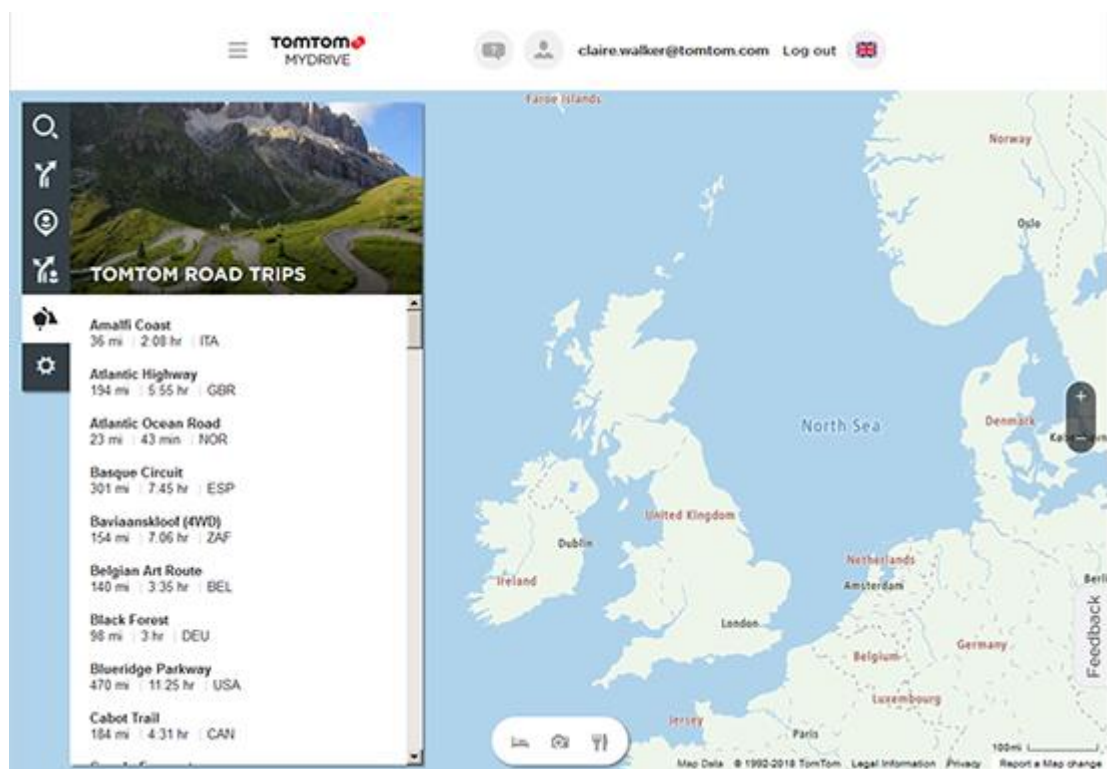 TOMTOM
MYDRIVE
claire.walker@tomtom.com Log out
TOMTOM ROAD TRIPS
Amalfi Coast
36 mi 2:08 hr ITA
Atlantic Highway
194 mi 5:55 hr GBR
Atlantic Ocean Road
23 mi 43 min NOR
Basque Circuit
301 mi 7:45 hr ESP
Baviaanskloof (4WD)
154 mi 7:06 hr ZAF
Belgian Art Route
140 mi 3:35 hr BEL
Black Forest
98 mi 3 hr DEU
Blueridge Parkway
470 mi 11:25 hr USA
Cabot Trail
184 mi 4:31 hr CAN
Faroe Islands
Norway
Oslo
North Sea
Denmark
United Kingdom
Dublin
Ireland
Netherlands
Amsterdam
London
Germany
Belgium
Luxembourg
Jersey
Paris
Feedback
100mi
Map Data © 1992-2018 TomTom Legal Information Privacy Report a Map change